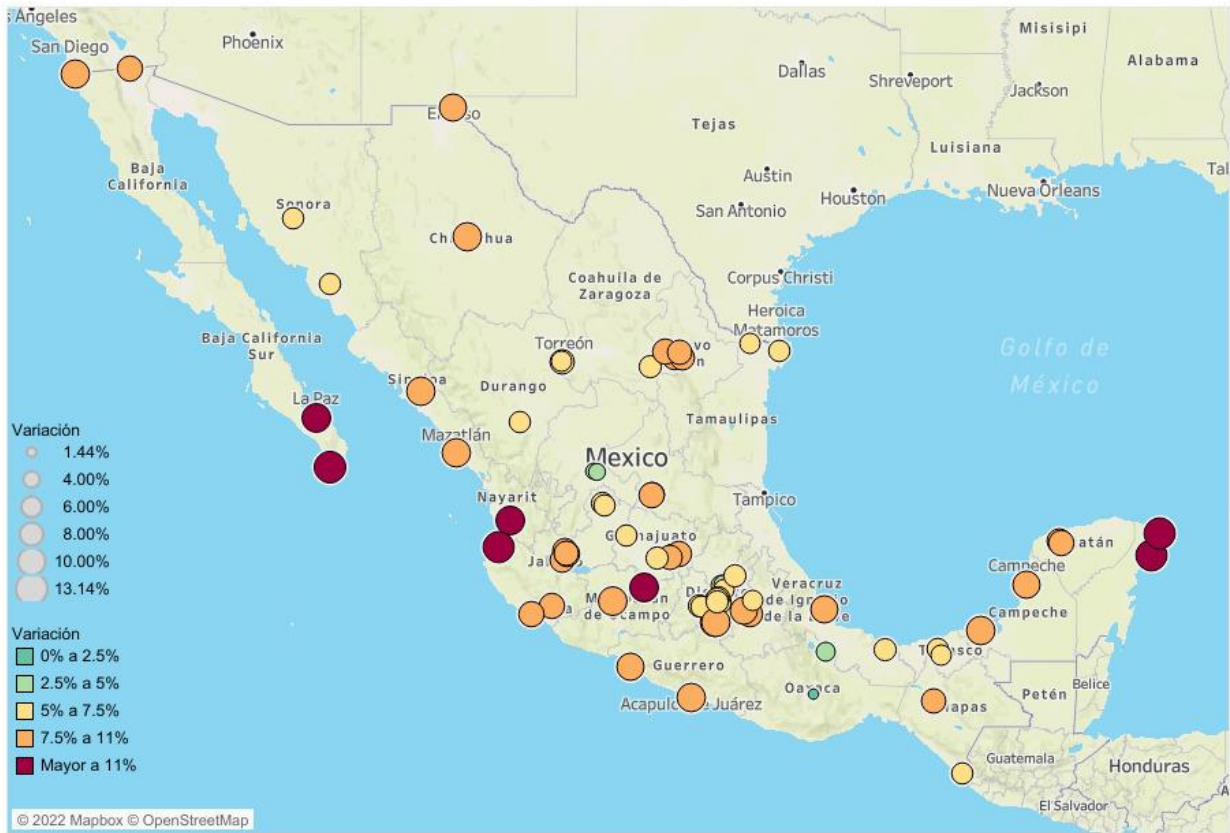 s Angeles
San Diego
Phoenix
Dallas
Shreveport
Misisipi
Jackson
Alabama
Tejas
Luisiana
Baja
California
Austin
Houston
San Antonio
Nueva Orleans
Sonora
Coahuila de
Zaragoza
Corpus Christi
Heroica
Matamoros
Baja California
Sur
Torreón
Durango
Golfo de
México
La Paz
Tamaulipas
Mazatlán
Mexico
Nayarit
Tampico
Campeche
Campeche
Veracruz
de Ignacio
Guerrero
Oaxaca
Petén
Belice
Guatemala
Honduras
El Salvador
Variación
1.44%
4.00%
6.00%
8.00%
10.00%
13.14%
Variación
0% a 2.5%
2.5% a 5%
5% a 7.5%
7.5% a 11%
Mayor a 11%
© 2022 Mapbox © OpenStreetMap